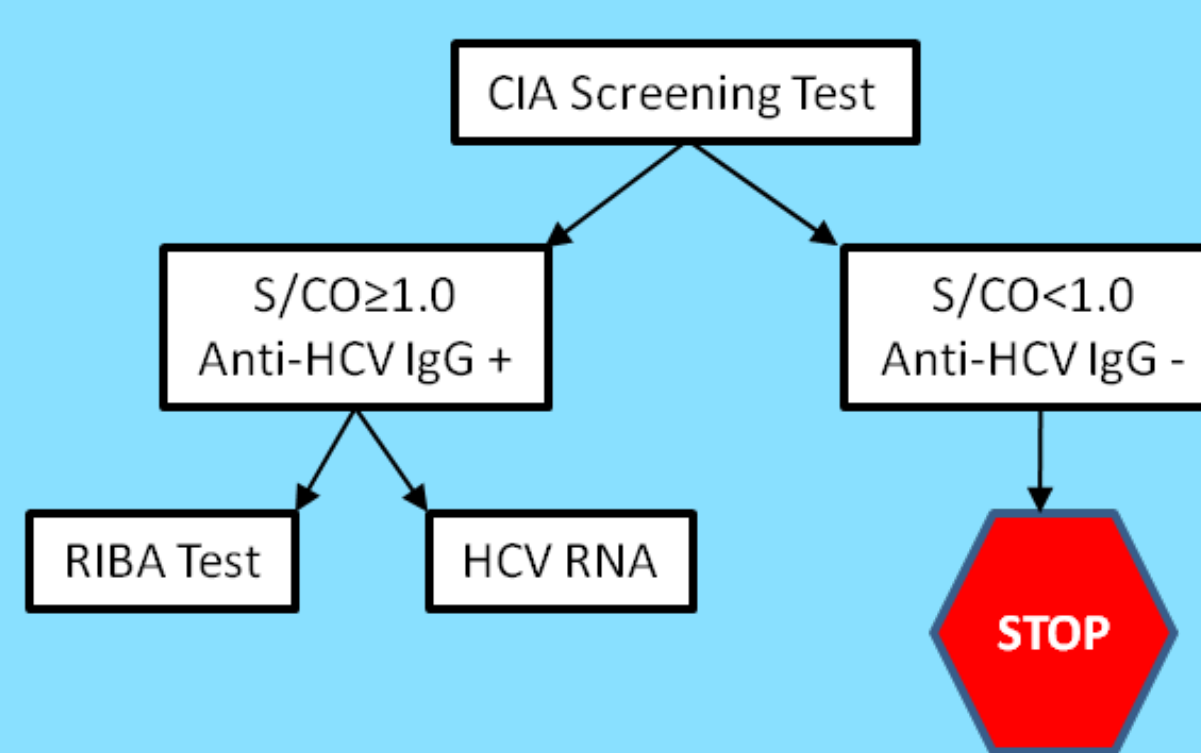 CIA Screening Test
S/CO≥1.0
Anti-HCV IgG +
S/CO<1.0
Anti-HCV IgG -
RIBA Test
HCV RNA
STOP